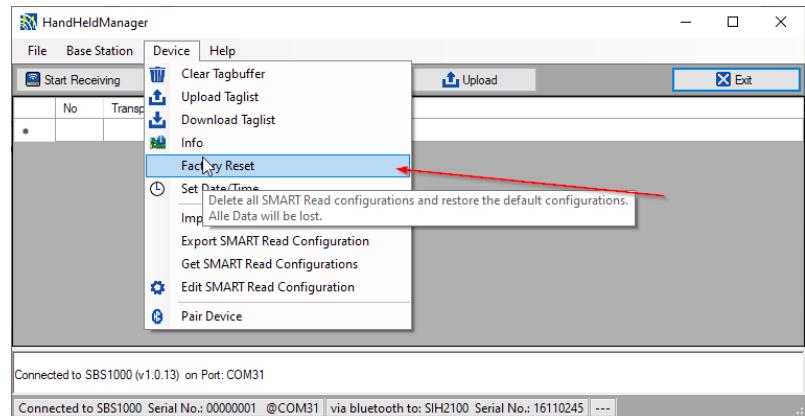 HandHeldManager
File Base Station Device Help
Start Receiving
Upload
Exit
No Transp
*
Clear Tagbuffer
Upload Taglist
Download Taglist
Info
Factory Reset
Set Date/Time
Delete all SMART Read configurations and restore the default configurations.
Alle Data will be lost.
Imp
Export SMART Read Configuration
Get SMART Read Configurations
Edit SMART Read Configuration
Pair Device
Connected to SBS1000 (v1.0.13) on Port: COM31
Connected to SBS1000 Serial No.: 00000001 @COM31 via bluetooth to: SIH2100 Serial No.: 16110245 ---